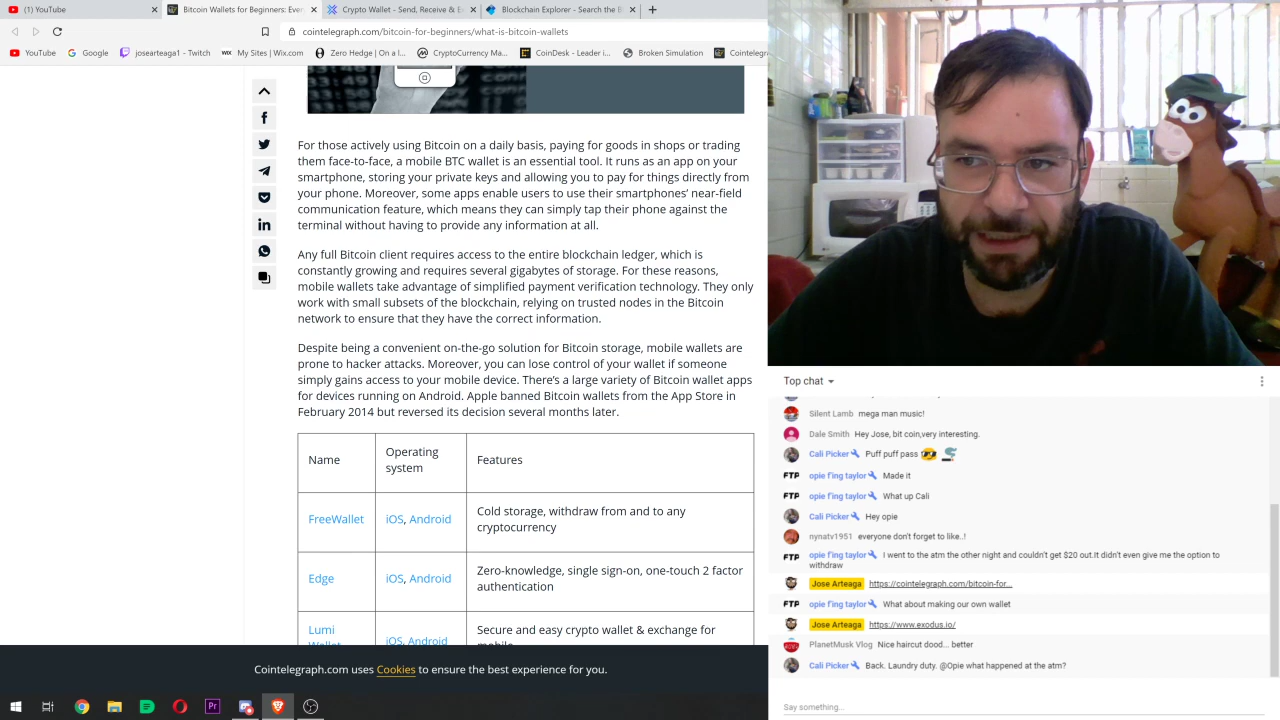 (1) YouTube
Bitcoin Wallets for Beginners: Ever
Crypto Wallet - Send, Receive & Ex
Blockchain Explorer - Search the B
cointelegraph.com/bitcoin-for-beginners/what-is-bitcoin-wallets
YouTube Google josearteaga1 - Twitch My Sites | Wix.com Zero Hedge | On a l... CryptoCurrency Ma... CoinDesk - Leader i... Broken Simulation Cointelegr
For those actively using Bitcoin on a daily basis, paying for goods in shops or trading
them face-to-face, a mobile BTC wallet is an essential tool. It runs as an app on your
smartphone, storing your private keys and allowing you to pay for things directly from
your phone. Moreover, some apps enable users to use their smartphones' near-field
communication feature, which means they can simply tap their phone against the
terminal without having to provide any information at all.
Any full Bitcoin client requires access to the entire blockchain ledger, which is
constantly growing and requires several gigabytes of storage. For these reasons,
mobile wallets take advantage of simplified payment verification technology. They only
work with small subsets of the blockchain, relying on trusted nodes in the Bitcoin
network to ensure that they have the correct information.
Despite being a convenient on-the-go solution for Bitcoin storage, mobile wallets are
prone to hacker attacks. Moreover, you can lose control of your wallet if someone
simply gains access to your mobile device. There's a large variety of Bitcoin wallet apps
for devices running on Android. Apple banned Bitcoin wallets from the App Store in
February 2014 but reversed its decision several months later.
Name
Operating
system
Features
FreeWallet
iOS, Android
Cold storage, withdraw from and to any
cryptocurrency
Edge
iOS, Android
Zero-knowledge, single sign-on, one-touch 2 factor
authentication
Lumi
Wallet
iOS, Android
Secure and easy crypto wallet & exchange for
mobile
Cointelegraph.com uses Cookies to ensure the best experience for you.
Top chat
Silent Lamb mega man music!
Dale Smith Hey Jose, bit coin,very interesting.
Cali Picker Puff puff pass
FTP opie f'ing taylor Made it
FTP opie f'ing taylor What up Cali
Cali Picker Hey opie
nynatv1951 everyone don't forget to like..!
FTP opie f'ing taylor I went to the atm the other night and couldn't get $20 out.It didn't even give me the option to
withdraw
Jose Arteaga https://cointelegraph.com/bitcoin-for...
FTP opie f'ing taylor What about making our own wallet
Jose Arteaga https://www.exodus.io/
PlanetMusk Vlog Nice haircut dood... better
Cali Picker Back. Laundry duty. @Opie what happened at the atm?
Say something...